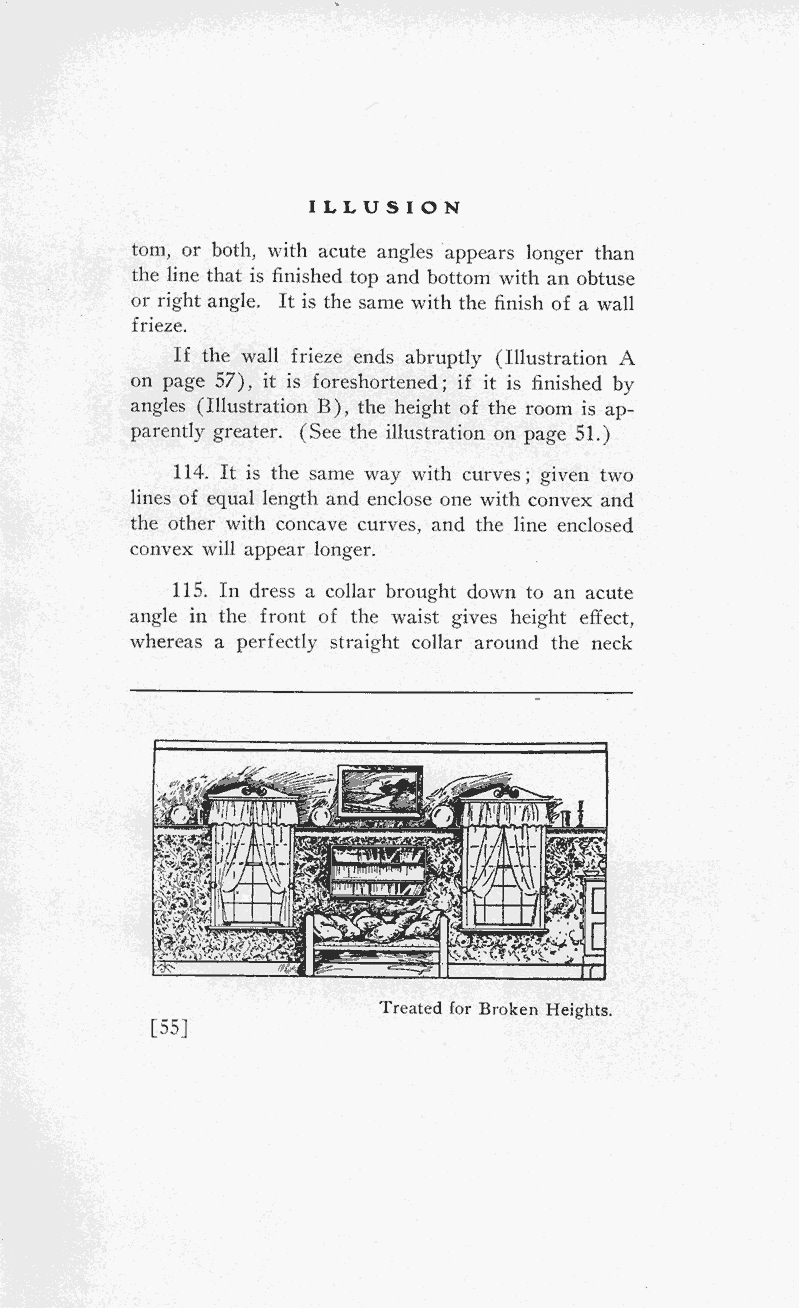 ILLUSION
tom, or both, with acute angles appears longer than
the line that is finished top and bottom with an obtuse
or right angle. It is the same with the finish of a wall
frieze.
If the wall frieze ends abruptly (Illustration A
on page 57), it is foreshortened; if it is finished by
angles (Illustration B), the height of the room is ap-
parently greater. (See the illustration on page 51.)
114. It is the same way with curves; given two
lines of equal length and enclose one with convex and
the other with concave curves, and the line enclosed
convex will appear longer.
115. In dress a collar brought down to an acute
angle in the front of the waist gives height effect,
whereas a perfectly straight collar around the neck
Treated for Broken Heights.
[55]